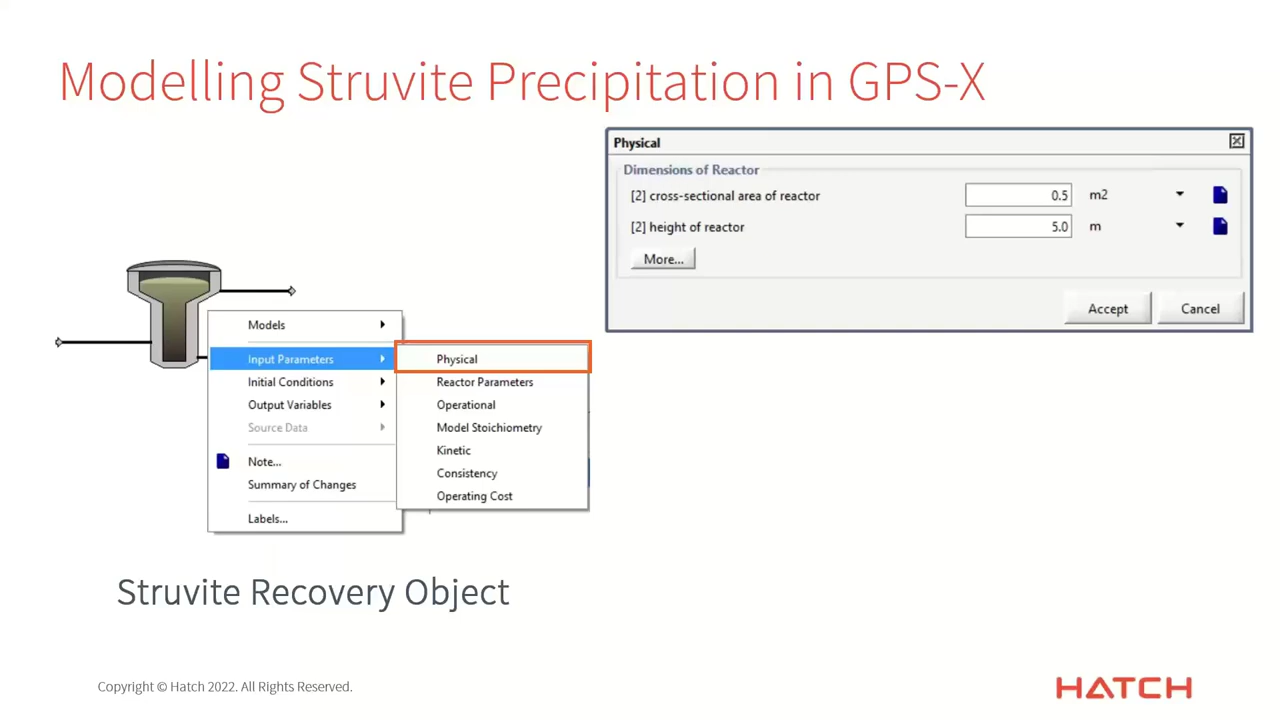 Modelling Struvite Precipitation in GPS-X
Physical
Dimensions of Reactor
[2] cross-sectional area of reactor 0.5 m2
[2] height of reactor 5.0 m
More...
Accept Cancel
Models
Input Parameters
Initial Conditions
Output Variables
Source Data
Note...
Summary of Changes
Labels...
Physical
Reactor Parameters
Operational
Model Stoichiometry
Kinetic
Consistency
Operating Cost
Struvite Recovery Object
Copyright © Hatch 2022. All Rights Reserved.
HATCH